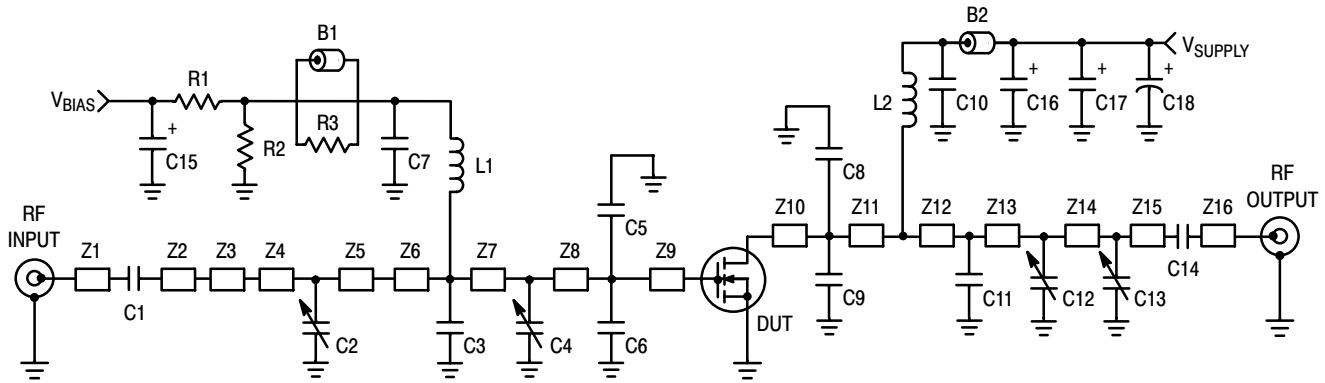 B2
V_SUPPLY
B1
R1
V_BIAS
+
+
+
C10
C16
C17
C18
L2
R3
+
C15
R2
C7
C8
L1
RF
INPUT
RF
OUTPUT
C5
Z10
Z11
Z12
Z13
Z14
Z15
Z16
Z1
Z2
Z3
Z4
Z5
Z6
Z7
Z8
Z9
C14
C1
C9
C11
C12
C13
DUT
C2
C3
C4
C6